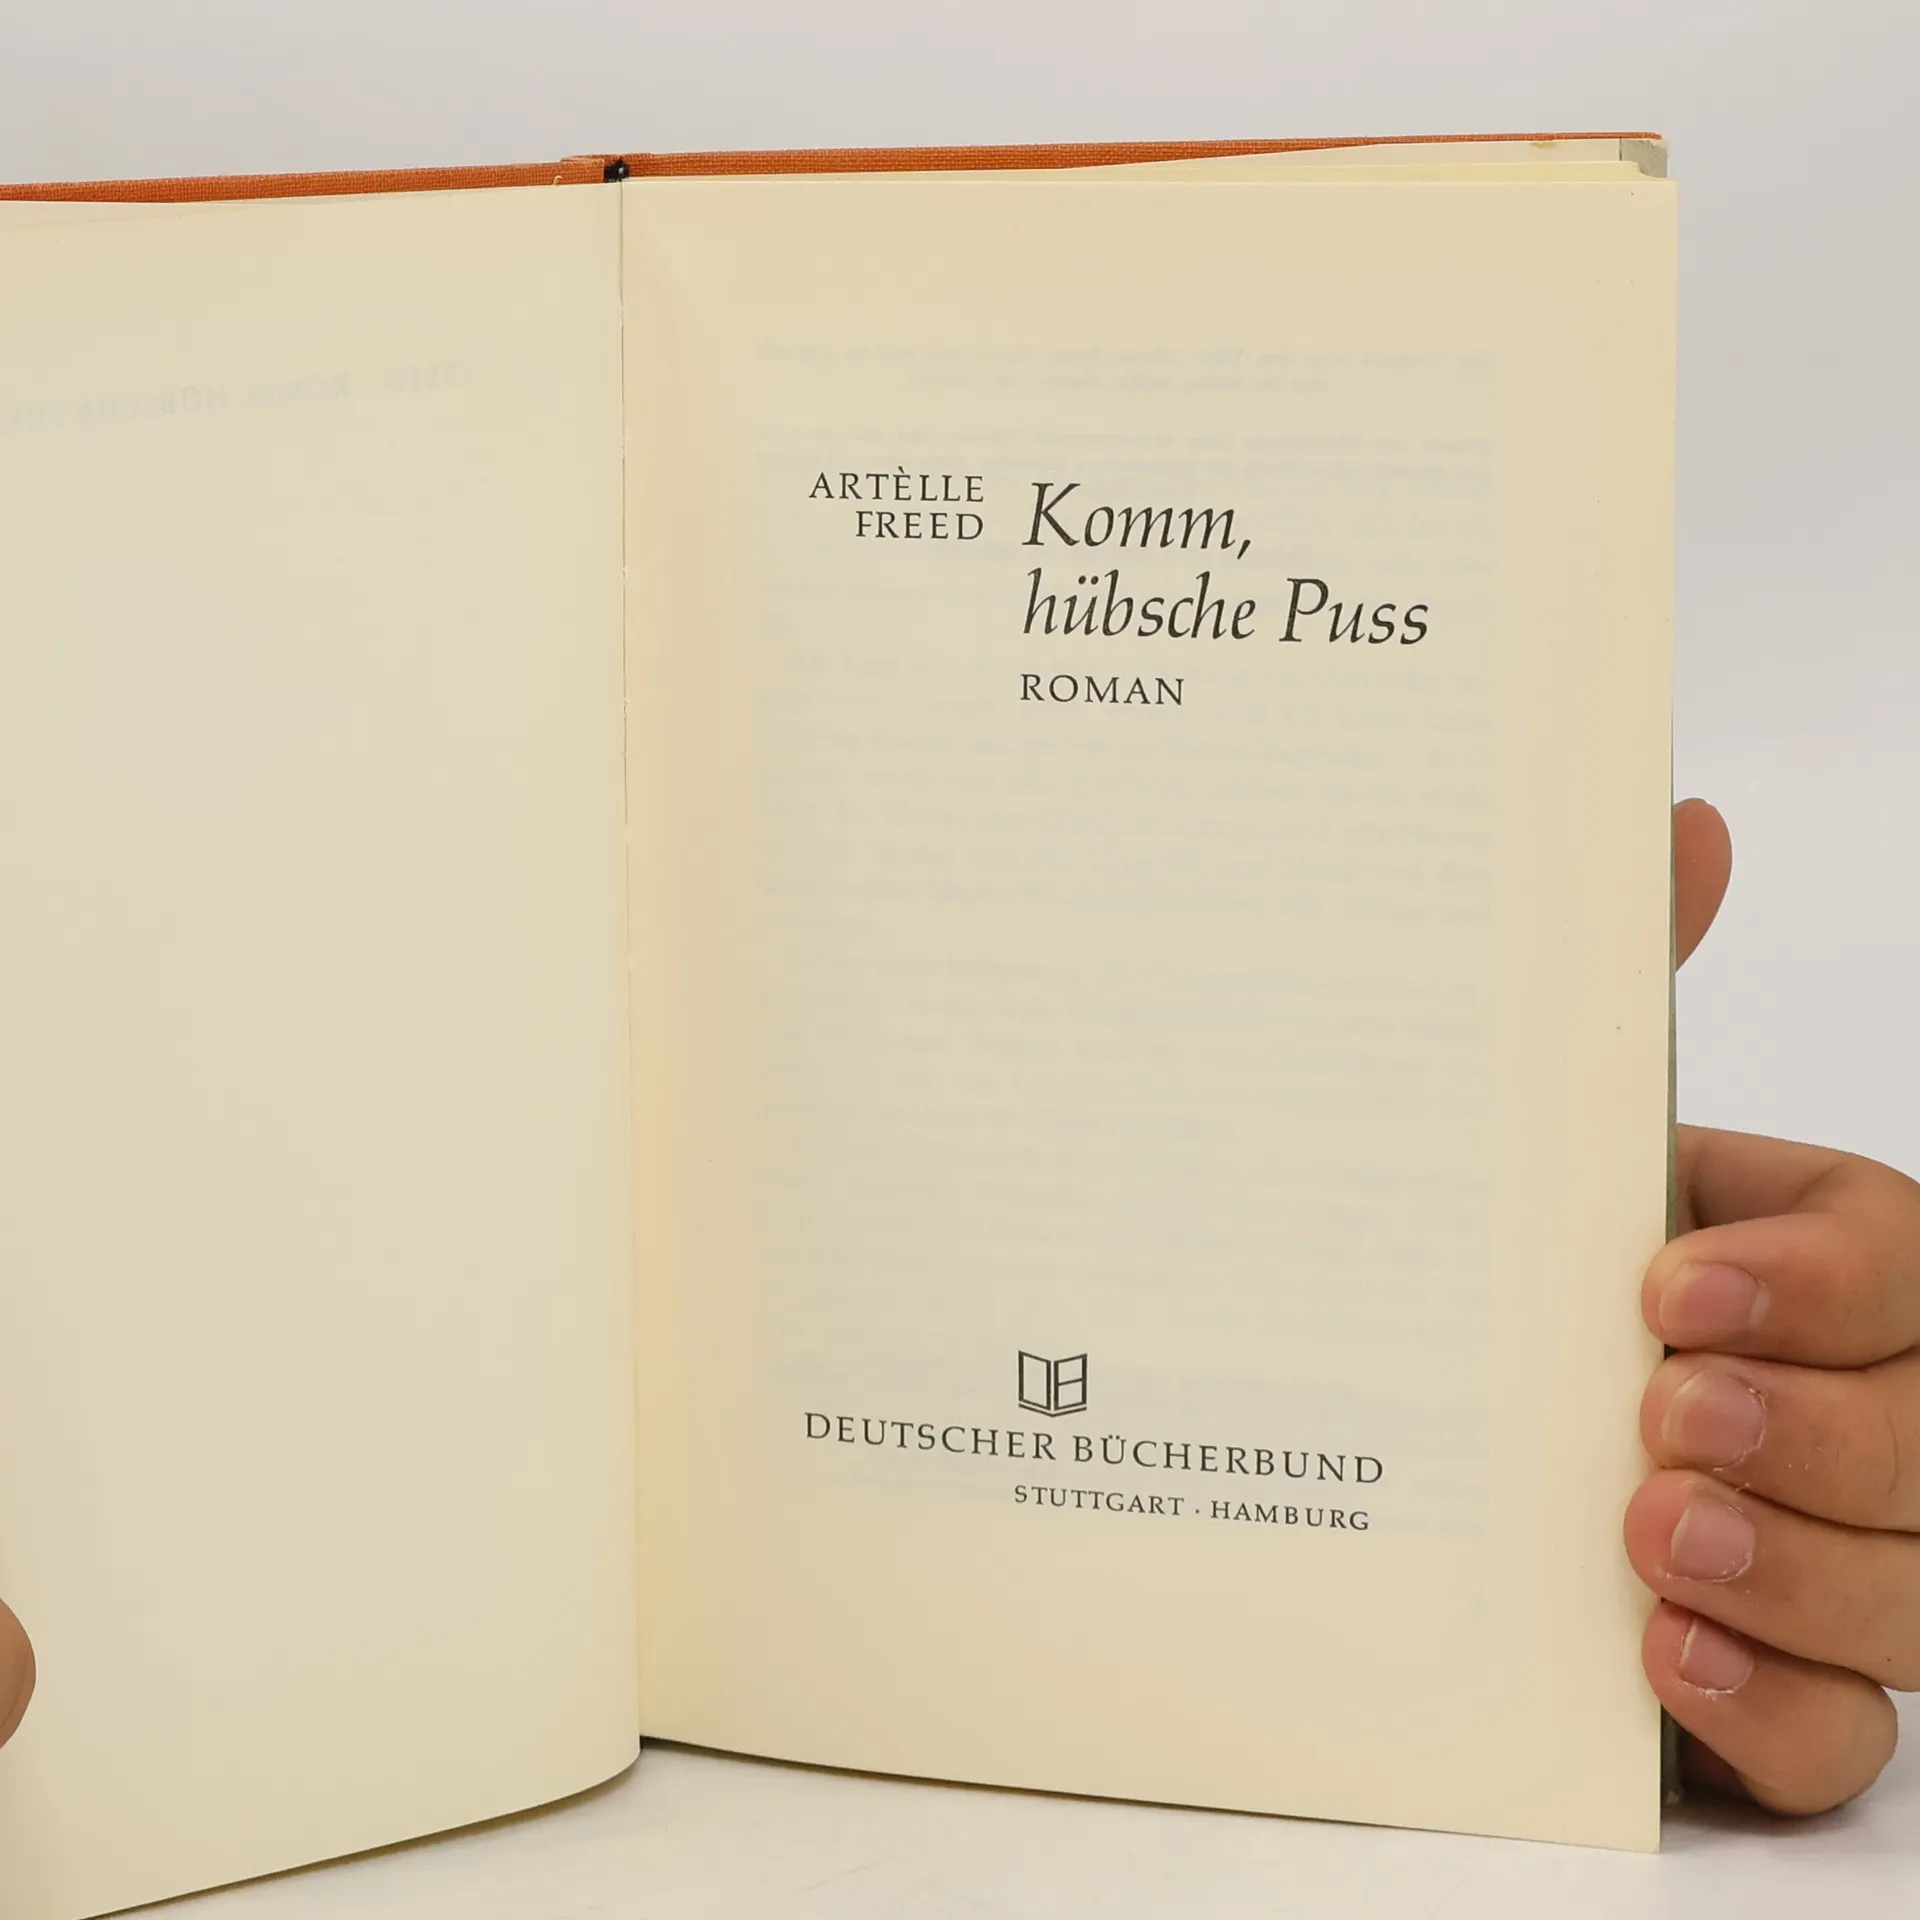 ARTÈLLE
FREED
Komm,
hübsche Puss
ROMAN
DEUTSCHER BÜCHERBUND
STUTTGART · HAMBURG